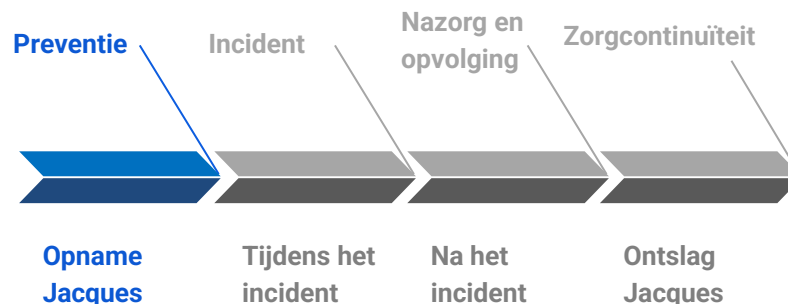 Preventie
Incident
Nazorg en
opvolging
Zorgcontinuïteit
Opname
Jacques
Tijdens het
incident
Na het
incident
Ontslag
Jacques